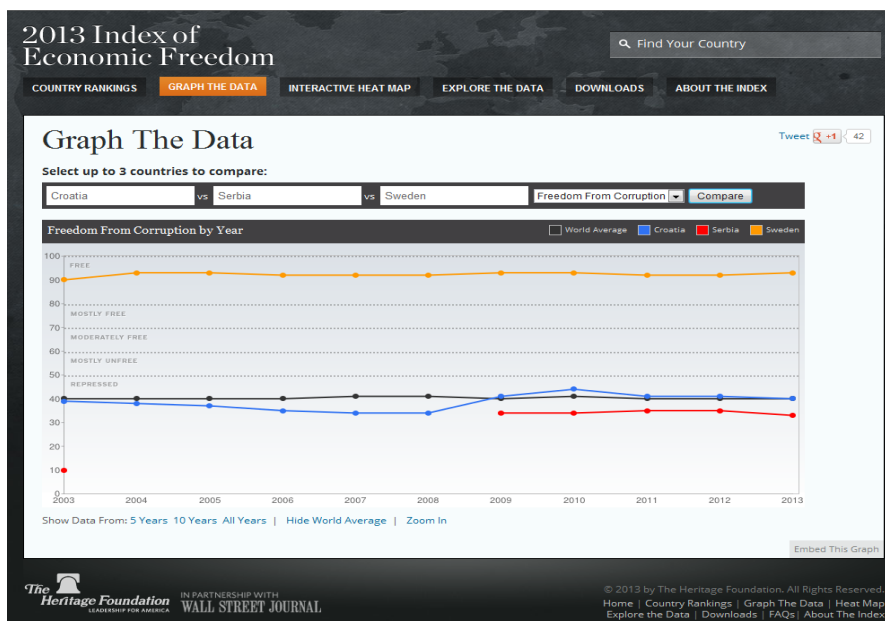 2013 Index of
Economic Freedom
Find Your Country
COUNTRY RANKINGS GRAPH THE DATA INTERACTIVE HEAT MAP EXPLORE THE DATA DOWNLOADS ABOUT THE INDEX
Graph The Data
Tweet +1 42
Select up to 3 countries to compare:
Croatia vs Serbia vs Sweden Freedom From Corruption Compare
Freedom From Corruption by Year World Average Croatia Serbia Sweden
100
FREE
90
80
MOSTLY FREE
70
MODERATELY FREE
60
MOSTLY UNFREE
50
REPRESSED
40
30
20
10
0
2003 2004 2005 2006 2007 2008 2009 2010 2011 2012 2013
Show Data From: 5 Years 10 Years All Years | Hide World Average | Zoom In
Embed This Graph
The
Heritage Foundation
LEADERSHIP FOR AMERICA
IN PARTNERSHIP WITH
WALL STREET JOURNAL
© 2013 by The Heritage Foundation. All Rights Reserved.
Home | Country Rankings | Graph The Data | Heat Map
Explore the Data | Downloads | FAQs | About The Index